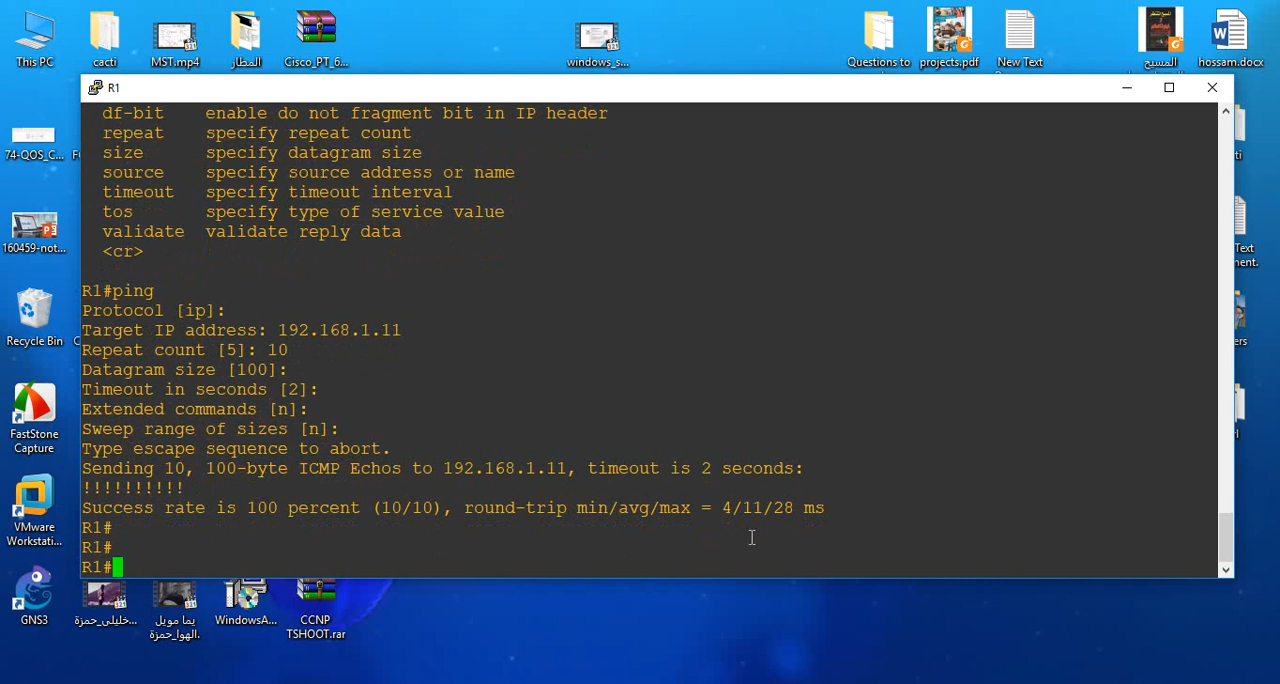 This PC
cacti
MST.mp4
المطار
Cisco_PT_6...
windows_s...
Questions to
projects.pdf
New Text
المسيح
hossam.docx
R1
df-bit enable do not fragment bit in IP header
repeat specify repeat count
size specify datagram size
source specify source address or name
timeout specify timeout interval
tos specify type of service value
validate validate reply data
<cr>
R1#ping
Protocol [ip]:
Target IP address: 192.168.1.11
Repeat count [5]: 10
Datagram size [100]:
Timeout in seconds [2]:
Extended commands [n]:
Sweep range of sizes [n]:
Type escape sequence to abort.
Sending 10, 100-byte ICMP Echos to 192.168.1.11, timeout is 2 seconds:
!!!!!!!!!!
Success rate is 100 percent (10/10), round-trip min/avg/max = 4/11/28 ms
R1#
R1#
R1#
74-QOS_C...
160459-not...
Recycle Bin
FastStone
Capture
VMware
Workstati...
GNS3
خليلى_حمزة...
يما مويل
الهوا_حمزة.
WindowsA...
CCNP
TSHOOT.rar
Text